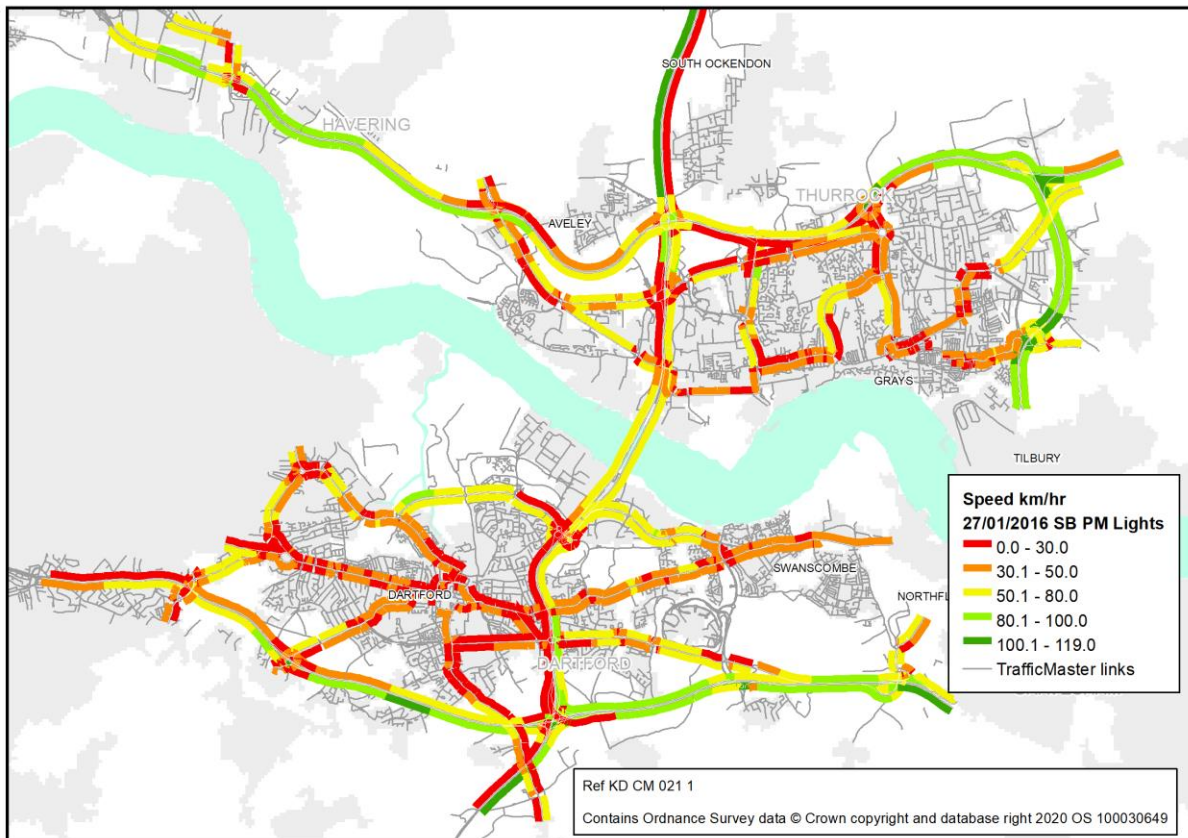 SOUTH OCKENDON
HAVERING
THURROCK
AVELEY
GRAYS
TILBURY
Speed km/hr
27/01/2016 SB PM Lights
0.0 - 30.0
30.1 - 50.0
50.1 - 80.0
80.1 - 100.0
100.1 - 119.0
TrafficMaster links
SWANSCOMBE
DARTFORD
NORTHFL
DARTFORD
Ref KD CM 021 1
Contains Ordnance Survey data © Crown copyright and database right 2020 OS 100030649